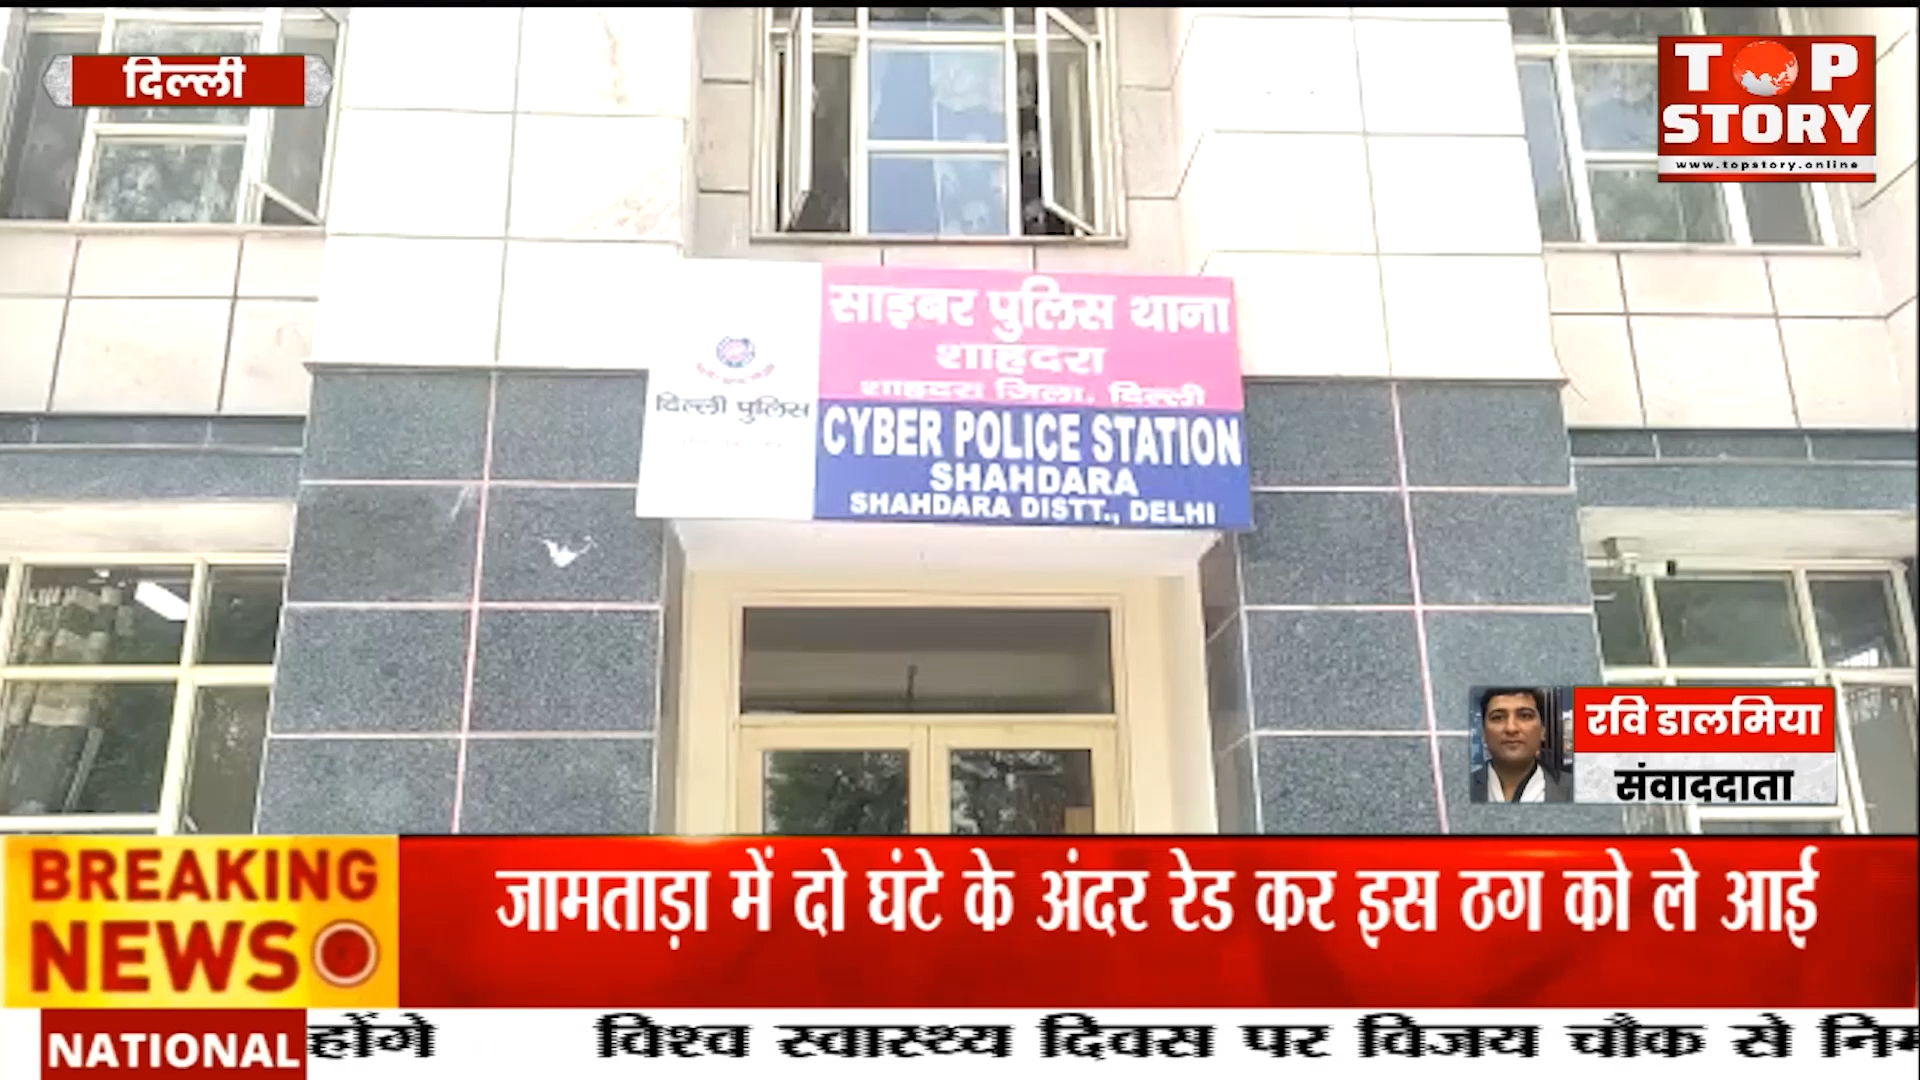 दिल्ली
TOP
STORY
www.topstory.online
साइबर पुलिस थाना
शाहदरा
शाहदरा जिला, दिल्ली
दिल्ली पुलिस
CYBER POLICE STATION
SHAHDARA
SHAHDARA DISTT., DELHI
रवि डालमिया
संवाददाता
BREAKING
NEWS
जामताड़ा में दो घंटे के अंदर रेड कर इस ठग को ले आई
NATIONAL
होंगे विश्व स्वास्थ्य दिवस पर विजय चौक से